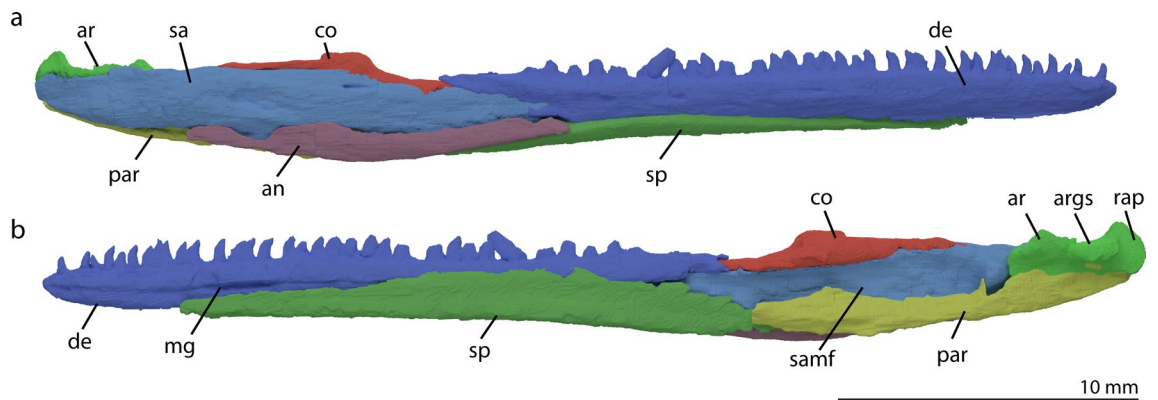 a
ar sa co de
par an sp
b
co ar args rap
de mg sp samf par
10 mm